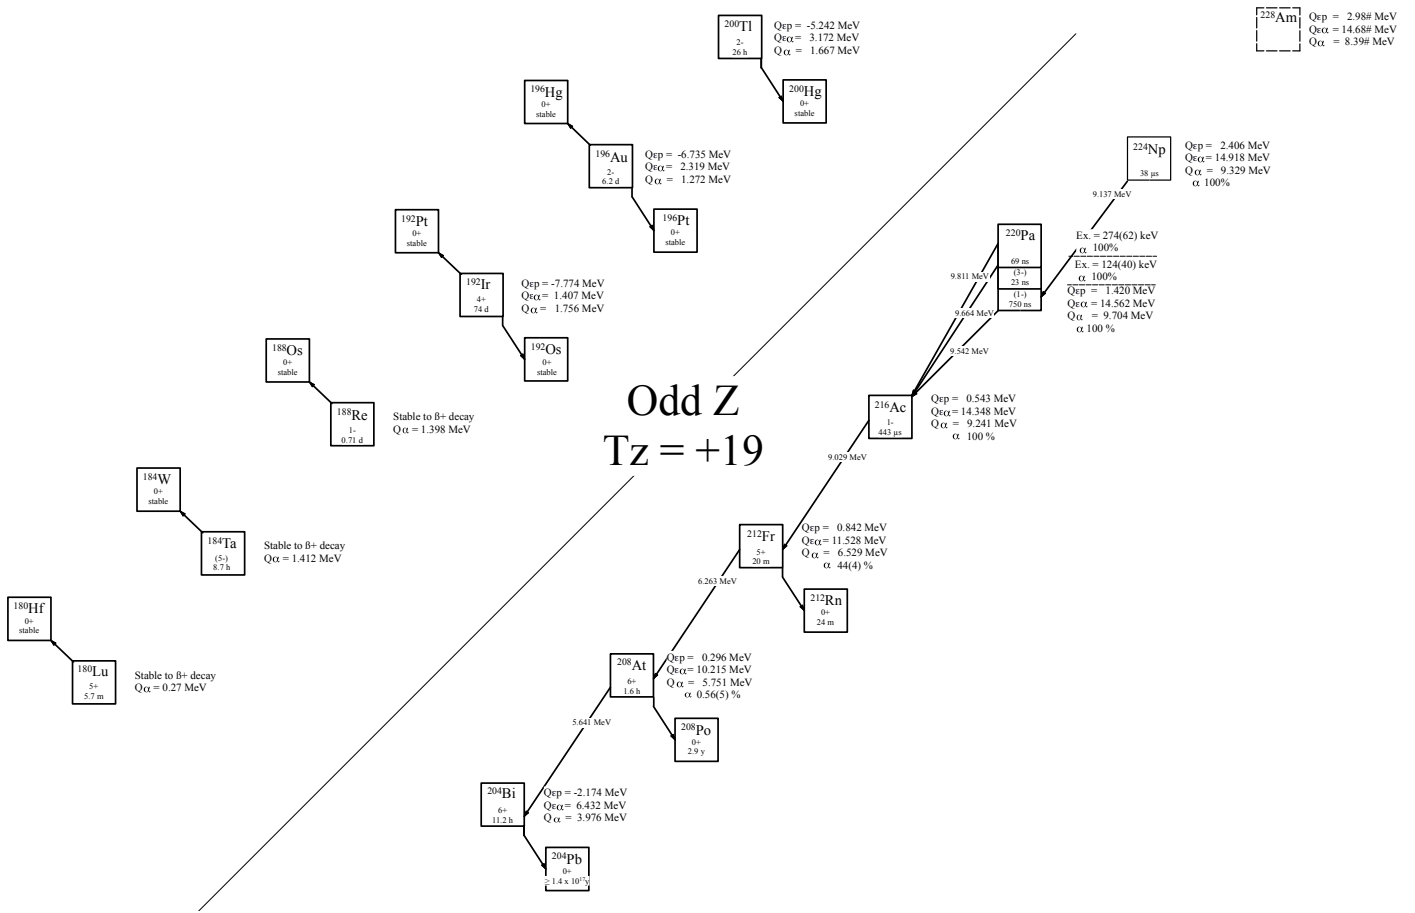 ²⁰⁰Tl
2-
26 h
Qεp = -5.242 MeV
Qεα= 3.172 MeV
Qα = 1.667 MeV
²⁰⁰Hg
0+
stable
²²⁸Am
Qεp = 2.98# MeV
Qεα = 14.68# MeV
Qα = 8.39# MeV
¹⁹⁶Hg
0+
stable
¹⁹⁶Au
2-
6.2 d
Qεp = -6.735 MeV
Qεα= 2.319 MeV
Qα = 1.272 MeV
¹⁹⁶Pt
0+
stable
²²⁴Np
38 µs
Qεp = 2.406 MeV
Qεα= 14.918 MeV
Qα = 9.329 MeV
α 100%
9.137 MeV
¹⁹²Pt
0+
stable
¹⁹²Ir
4+
74 d
Qεp= -7.774 MeV
Qεα= 1.407 MeV
Qα = 1.756 MeV
¹⁹²Os
0+
stable
²²⁰Pa
69 ns
(3-)
23 ns
(1-)
750 ns
Ex. = 274(62) keV
α 100%
Ex. = 124(40) keV
α 100%
Qεp = 1.420 MeV
Qεα = 14.562 MeV
Qα = 9.704 MeV
α 100 %
9.811 MeV
9.664 MeV
9.542 MeV
¹⁸⁸Os
0+
stable
¹⁸⁸Re
1-
0.71 d
Stable to ß+ decay
Qα = 1.398 MeV
Odd Z
Tz = +19
²¹⁶Ac
1-
443 µs
Qεp = 0.543 MeV
Qεα= 14.348 MeV
Qα = 9.241 MeV
α 100 %
9.029 MeV
¹⁸⁴W
0+
stable
¹⁸⁴Ta
(5-)
8.7 h
Stable to ß+ decay
Qα = 1.412 MeV
²¹²Fr
5+
20 m
Qεp = 0.842 MeV
Qεα= 11.528 MeV
Qα = 6.529 MeV
α 44(4) %
6.263 MeV
²¹²Rn
0+
24 m
¹⁸⁰Hf
0+
stable
¹⁸⁰Lu
5+
5.7 m
Stable to ß+ decay
Qα = 0.27 MeV
²⁰⁸At
6+
1.6 h
Qεp = 0.296 MeV
Qεα= 10.215 MeV
Qα = 5.751 MeV
α 0.56(5) %
5.641 MeV
²⁰⁸Po
0+
2.9 y
²⁰⁴Bi
6+
11.2 h
Qεp = -2.174 MeV
Qεα= 6.432 MeV
Qα = 3.976 MeV
²⁰⁴Pb
0+
≥ 1.4 x 10¹⁷y